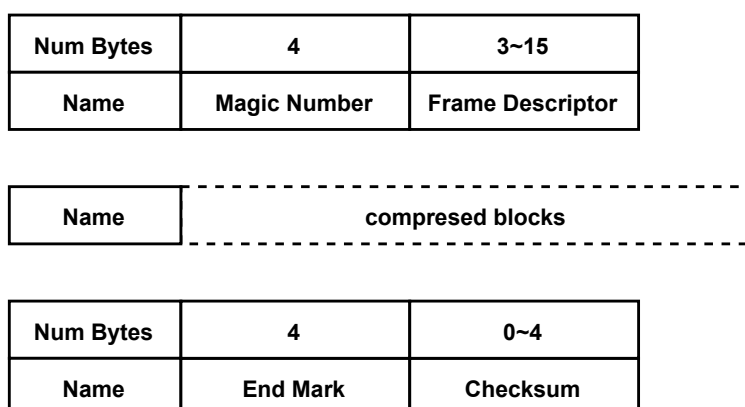 Num Bytes 4 3~15
Name Magic Number Frame Descriptor
Name compresed blocks
Num Bytes 4 0~4
Name End Mark Checksum